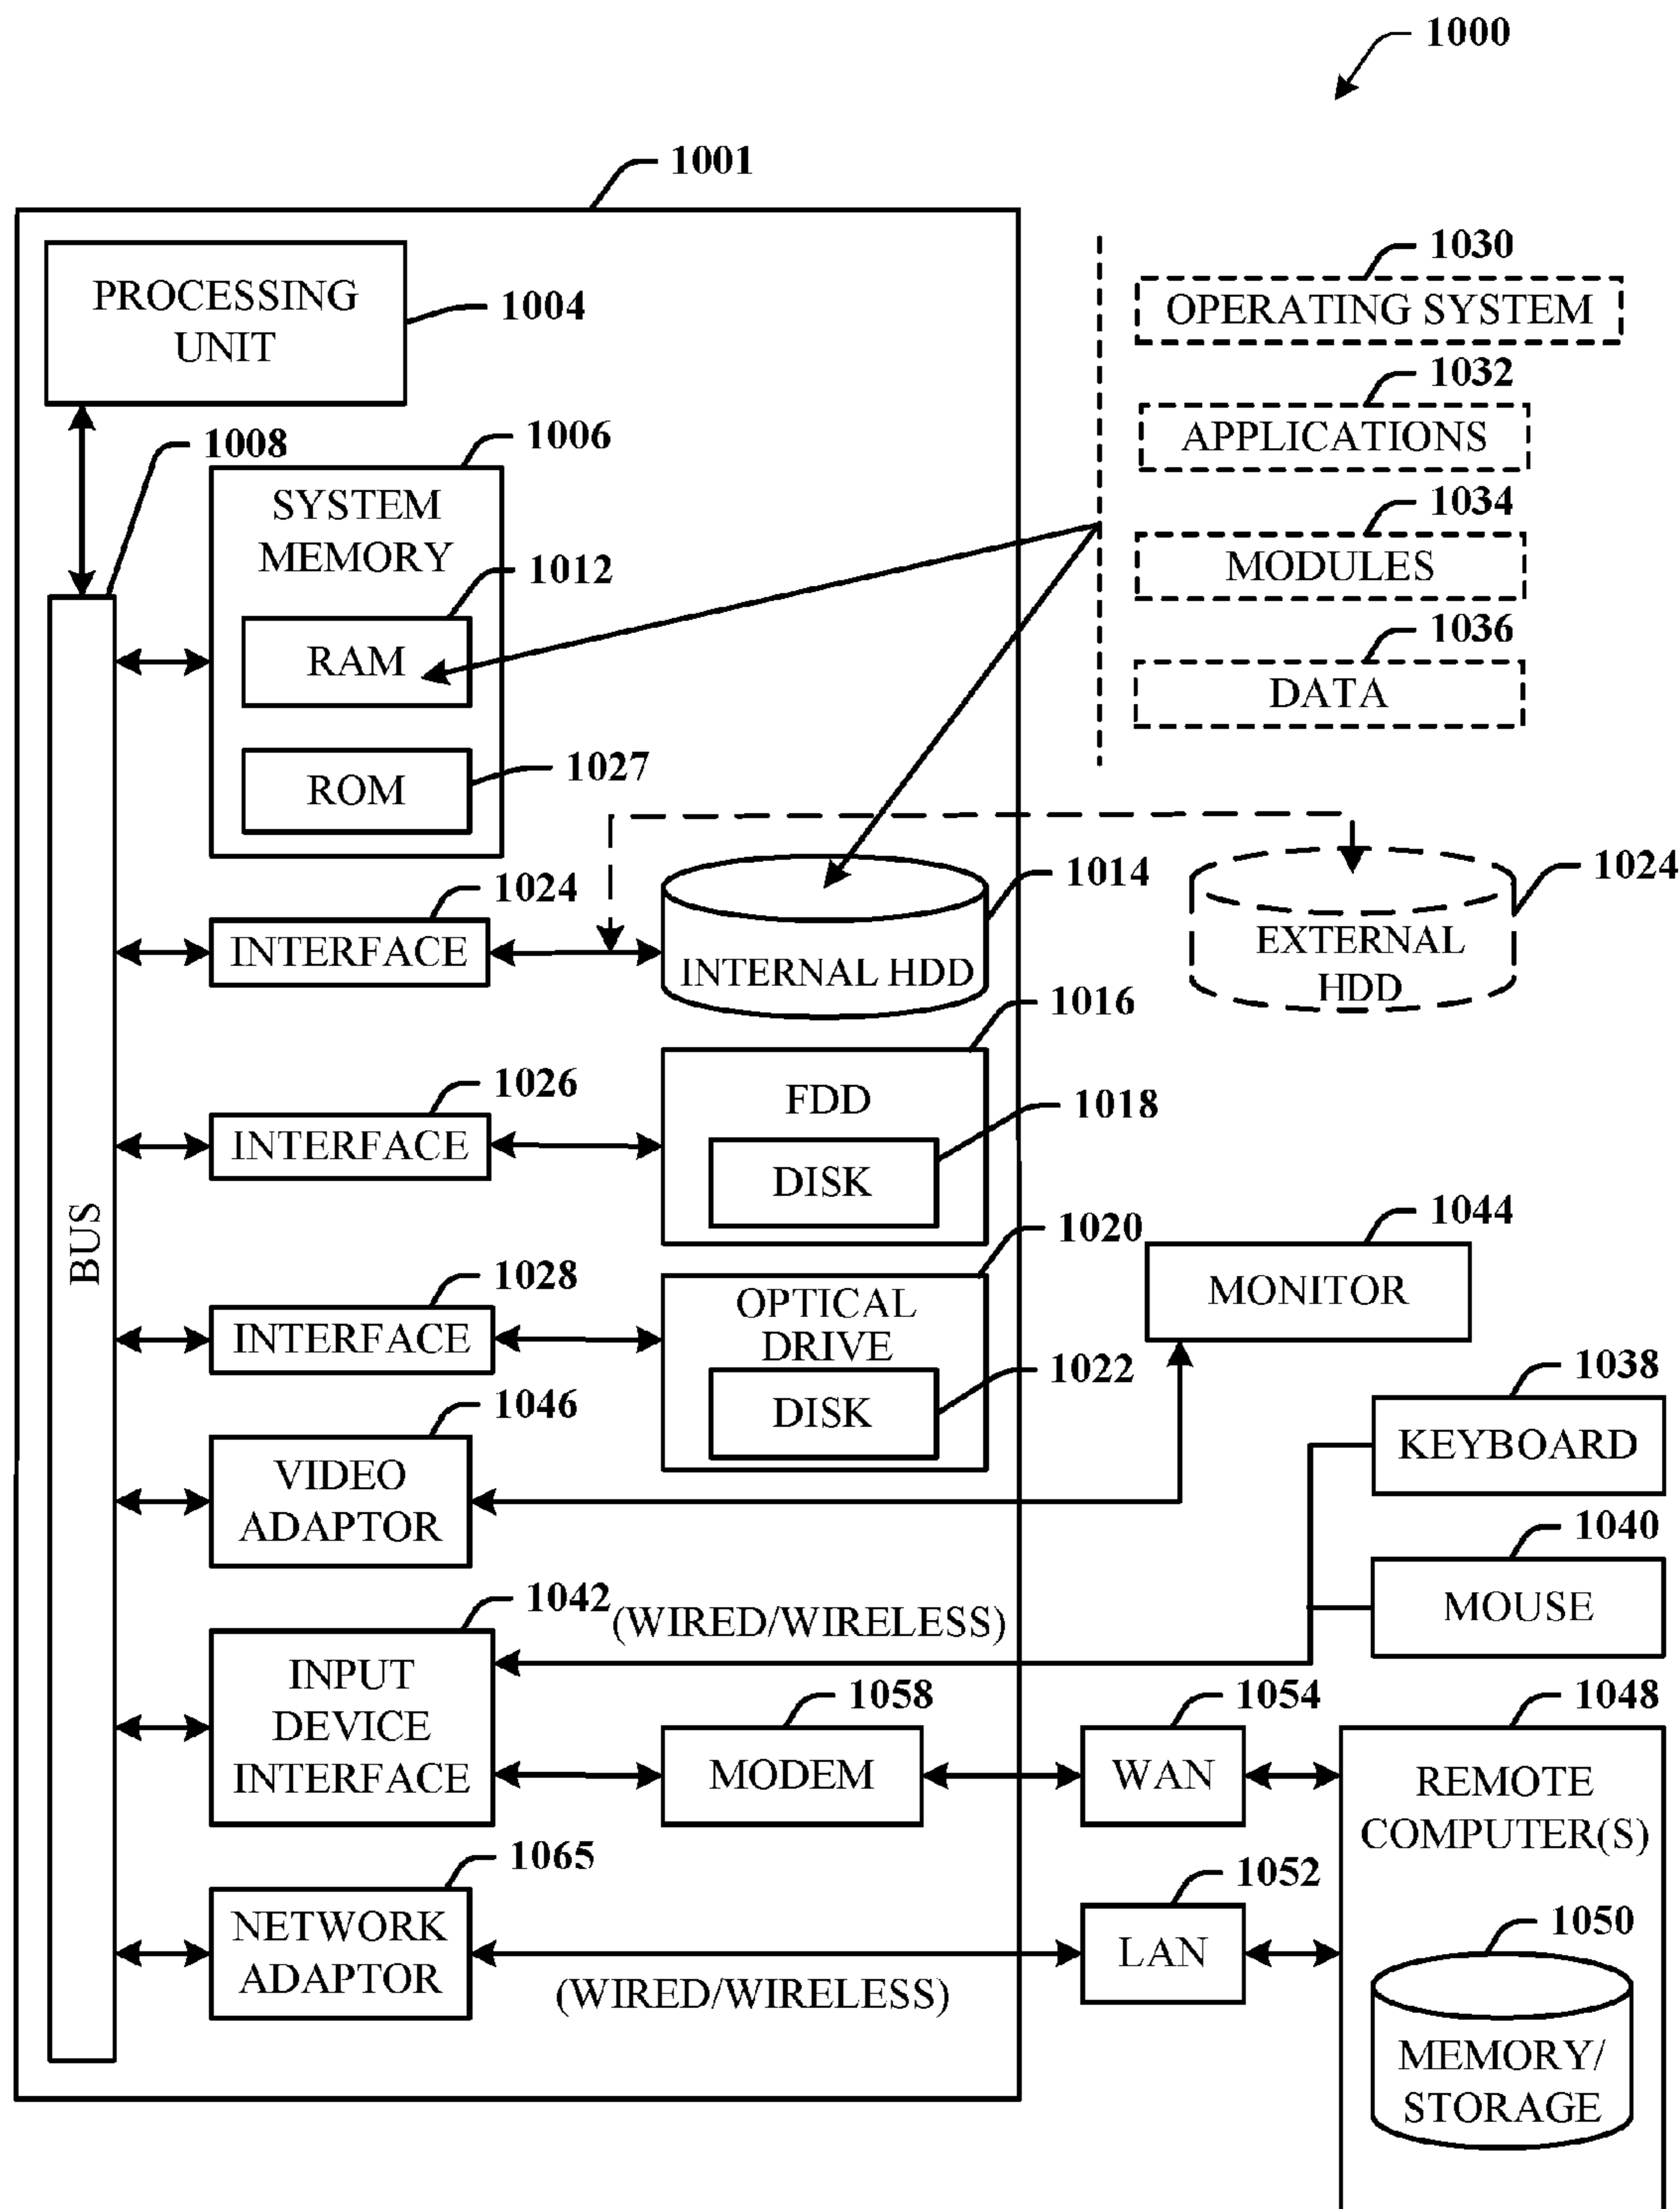 1000
1001
PROCESSING
UNIT
1004
1030
OPERATING SYSTEM
1032
APPLICATIONS
1034
MODULES
1036
DATA
1008
1006
SYSTEM
MEMORY
1012
RAM
ROM
1027
1024
INTERFACE
1014
INTERNAL HDD
1024
EXTERNAL
HDD
1016
1026
INTERFACE
FDD
1018
DISK
BUS
1020
1028
INTERFACE
OPTICAL
DRIVE
1022
DISK
1044
MONITOR
1046
VIDEO
ADAPTOR
1038
KEYBOARD
1040
MOUSE
1042
(WIRED/WIRELESS)
INPUT
DEVICE
INTERFACE
1058
MODEM
1054
WAN
1048
REMOTE
COMPUTER(S)
1065
NETWORK
ADAPTOR
(WIRED/WIRELESS)
1052
LAN
1050
MEMORY/
STORAGE